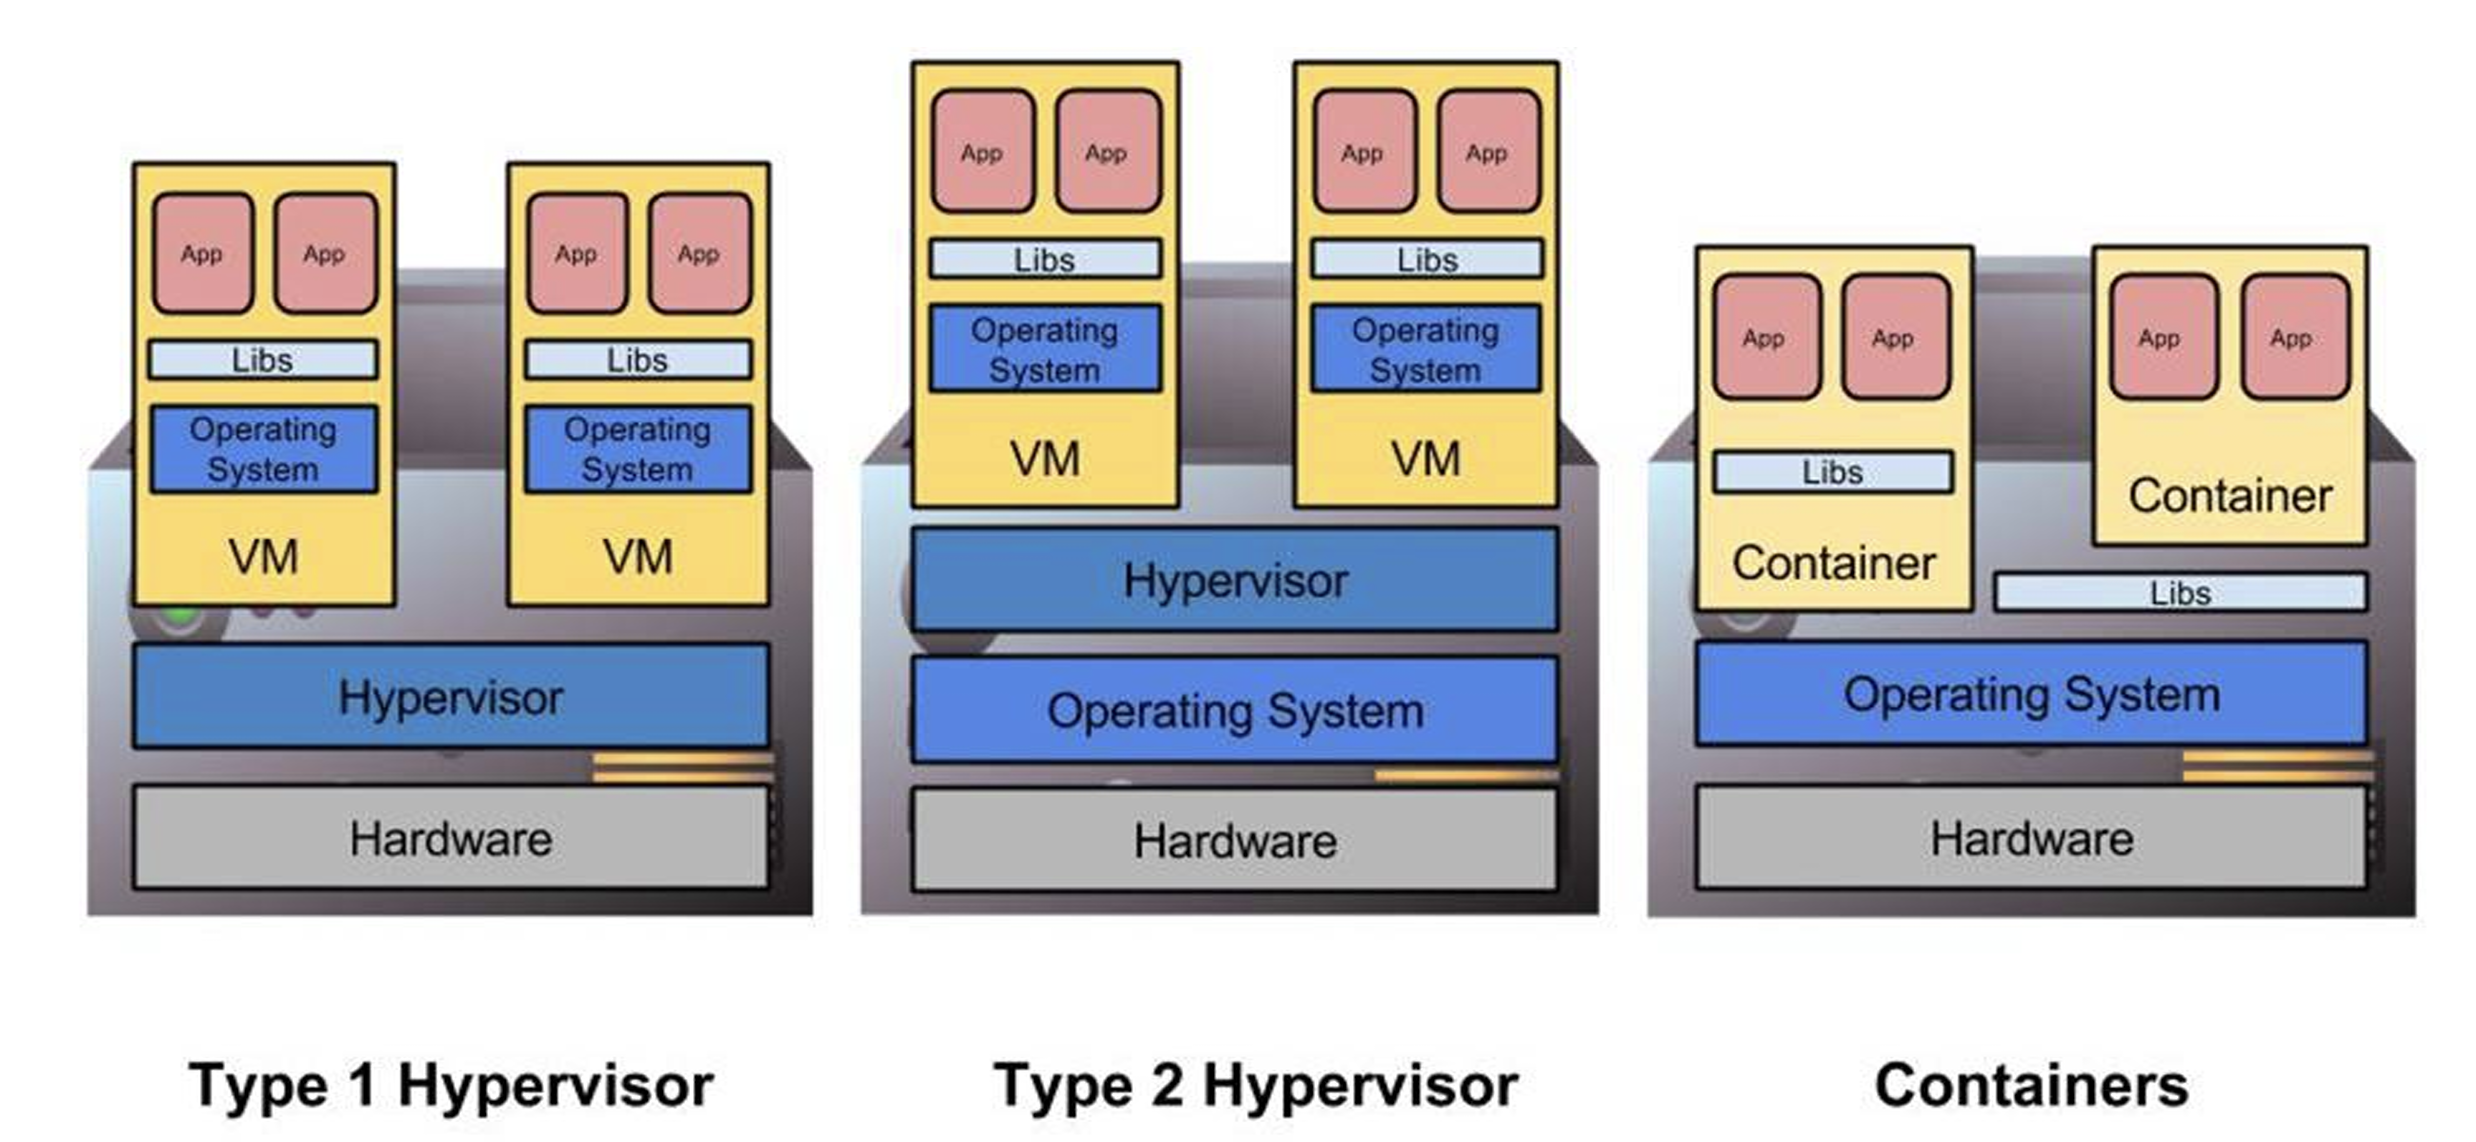 App App
Libs
Operating
System
VM
App App
Libs
Operating
System
VM
Hypervisor
Hardware
Type 1 Hypervisor
App App
Libs
Operating
System
VM
App App
Libs
Operating
System
VM
Hypervisor
Operating System
Hardware
Type 2 Hypervisor
App App
Libs
Container
App App
Container
Libs
Operating System
Hardware
Containers